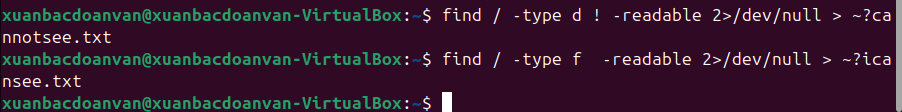 xuanbacdoanvan@xuanbacdoanvan-VirtualBox:~$ find / -type d ! -readable 2>/dev/null > ~?ca
nnotsee.txt
xuanbacdoanvan@xuanbacdoanvan-VirtualBox:~$ find / -type f  -readable 2>/dev/null > ~?ica
nsee.txt
xuanbacdoanvan@xuanbacdoanvan-VirtualBox:~$